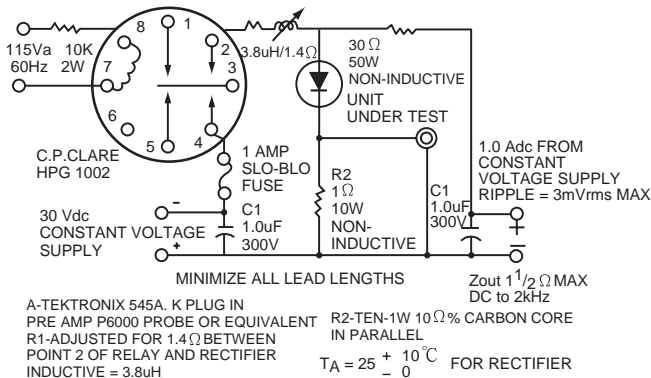 8
1
2
3
4
5
6
7
115Va
60Hz
10K
2W
3.8uH/1.4Ω
30Ω
50W
NON-INDUCTIVE
UNIT
UNDER TEST
C.P.CLARE
HPG 1002
1 AMP
SLO-BLO
FUSE
R2
1Ω
10W
NON-
INDUCTIVE
C1
1.0uF
300V
1.0 Adc FROM
CONSTANT
VOLTAGE SUPPLY
RIPPLE = 3mVrms MAX
+
–
-
30 Vdc
CONSTANT VOLTAGE
SUPPLY
+
C1
1.0uF
300V
MINIMIZE ALL LEAD LENGTHS
Zout 1 1/2 Ω MAX
DC to 2kHz
A-TEKTRONIX 545A. K PLUG IN
PRE AMP P6000 PROBE OR EQUIVALENT
R1-ADJUSTED FOR 1.4Ω BETWEEN
POINT 2 OF RELAY AND RECTIFIER
INDUCTIVE = 3.8uH
R2-TEN-1W 10Ω% CARBON CORE
IN PARALLEL
TA = 25 + 10℃ – 0 FOR RECTIFIER